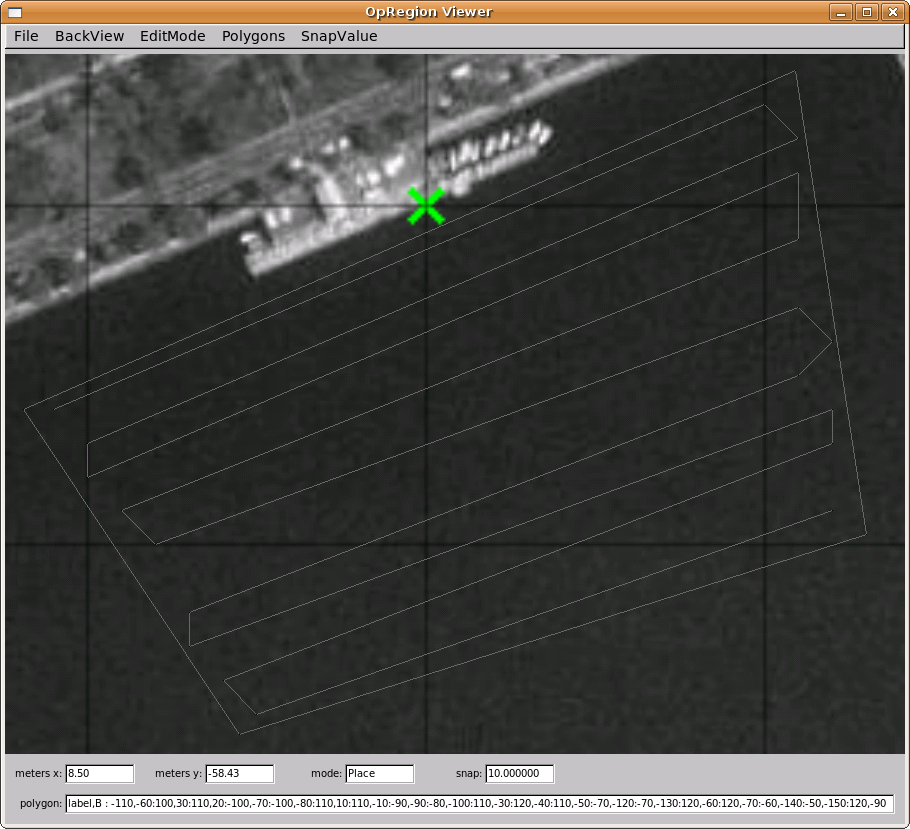 OpRegion Viewer
File BackView EditMode Polygons SnapValue
meters x: 8.50 meters y: -58.43 mode: Place snap: 10.000000
polygon: label,B : -110,-60:100,30:110,20:-100,-70:-100,-80:110,10:110,-10:-90,-90:-80,-100:110,-30:120,-40:110,-50:-70,-120:-70,-130:120,-60:120,-70:-60,-140:-50,-150:120,-90